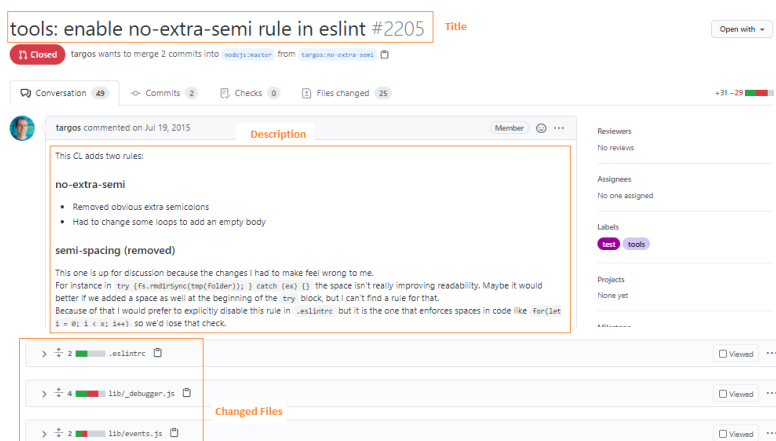 tools: enable no-extra-semi rule in eslint #2205
Title
Open with
Closed
targos wants to merge 2 commits into nodejs:master from targos:no-extra-semi
Conversation 49
Commits 2
Checks 0
Files changed 25
+31 −29
targos commented on Jul 19, 2015
Description
Member
...
This CL adds two rules:
no-extra-semi
• Removed obvious extra semicolons
• Had to change some loops to add an empty body
semi-spacing (removed)
This one is up for discussion because the changes I had to make feel wrong to me.
For instance in try {fs.rmdirSync(tmp(folder)); } catch (ex) {} the space isn't really improving readability. Maybe it would
better if we added a space as well at the beginning of the try block, but I can't find a rule for that.
Because of that I would prefer to explicitly disable this rule in .eslintrc but it is the one that enforces spaces in code like for(let
i = 0; i < x; i++) so we'd lose that check.
Reviewers
No reviews
Assignees
No one assigned
Labels
test tools
Projects
None yet
Milestone
2 .eslintrc
Viewed ...
4 lib/_debugger.js
Viewed ...
Changed Files
2 lib/events.js
Viewed ...